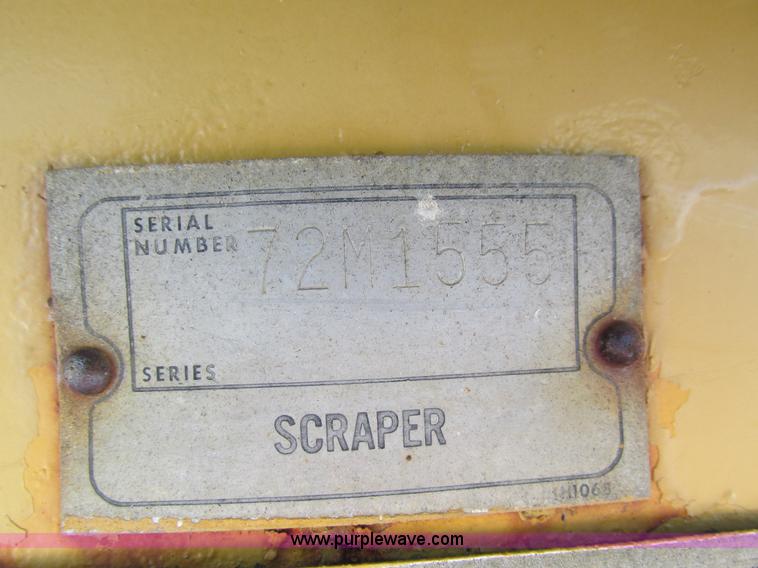 SERIAL
NUMBER 72M1555
SERIES
SCRAPER
www.purplewave.com